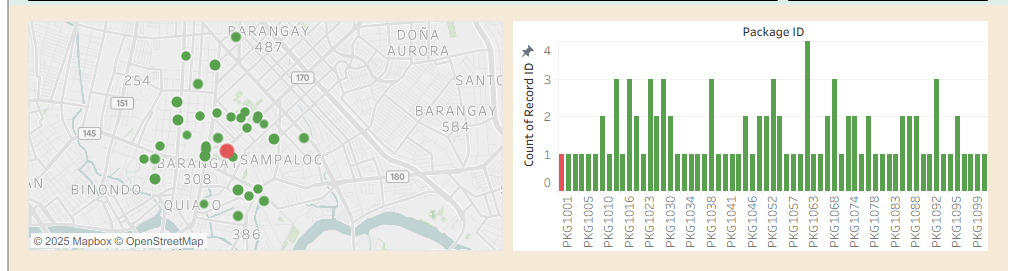 BARANGAY
487
DOÑA
AURORA
254
170
SANTO
151
BARANGAY
584
145
BARANGAY
308
SAMPALOC
180
AN
BINONDO
QUIAPO
386
© 2025 Mapbox © OpenStreetMap
Package ID
Count of Record ID
4
3
2
1
0
PKG1001
PKG1005
PKG1010
PKG1016
PKG1023
PKG1030
PKG1034
PKG1038
PKG1041
PKG1046
PKG1052
PKG1057
PKG1063
PKG1068
PKG1074
PKG1078
PKG1083
PKG1088
PKG1092
PKG1095
PKG1099